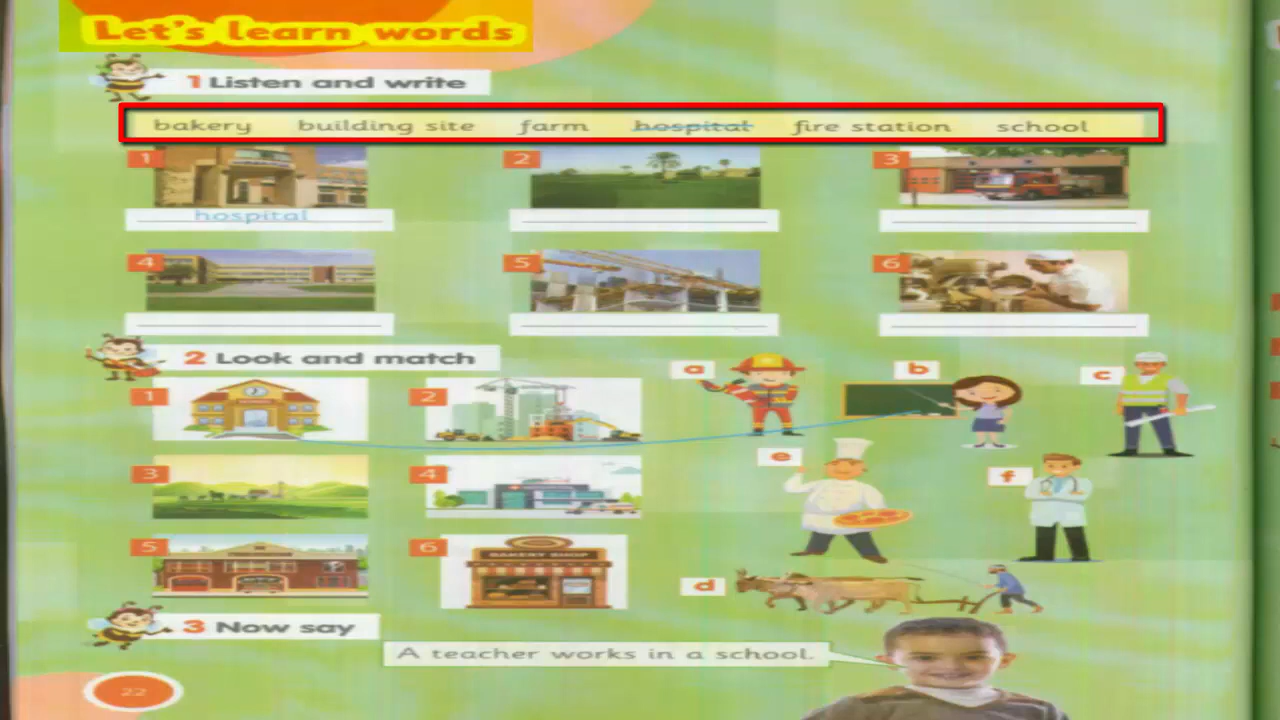 Let's learn words
1 Listen and write
bakery building site farm hospital fire station school
1
2
3
hospital
4
5
6
2 Look and match
a
b
c
1
2
e
f
3
4
5
6
BAKERY SHOP
d
3 Now say
A teacher works in a school.
22